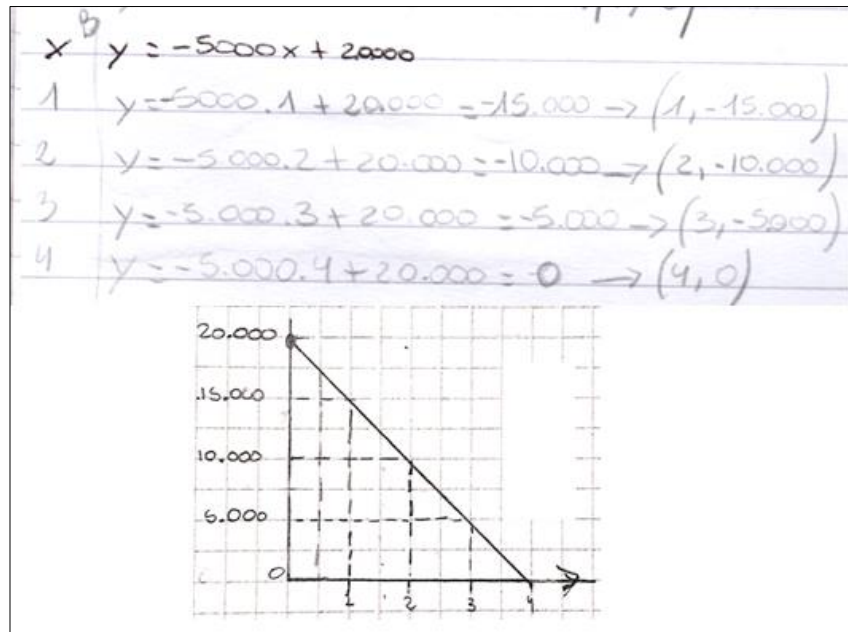 B
x y = -5000x + 20000
1 y=-5000.1 + 20.000 = -15.000 → (1, -15.000)
2 y = -5.000.2 + 20.000 = -10.000 → (2, -10.000)
3 y = -5.000.3 + 20.000 = -5.000 → (3, -5.000)
4 y = -5.000.4 + 20.000 = 0 → (4, 0)
20.000
15.000
10.000
5.000
0
1 2 3 4